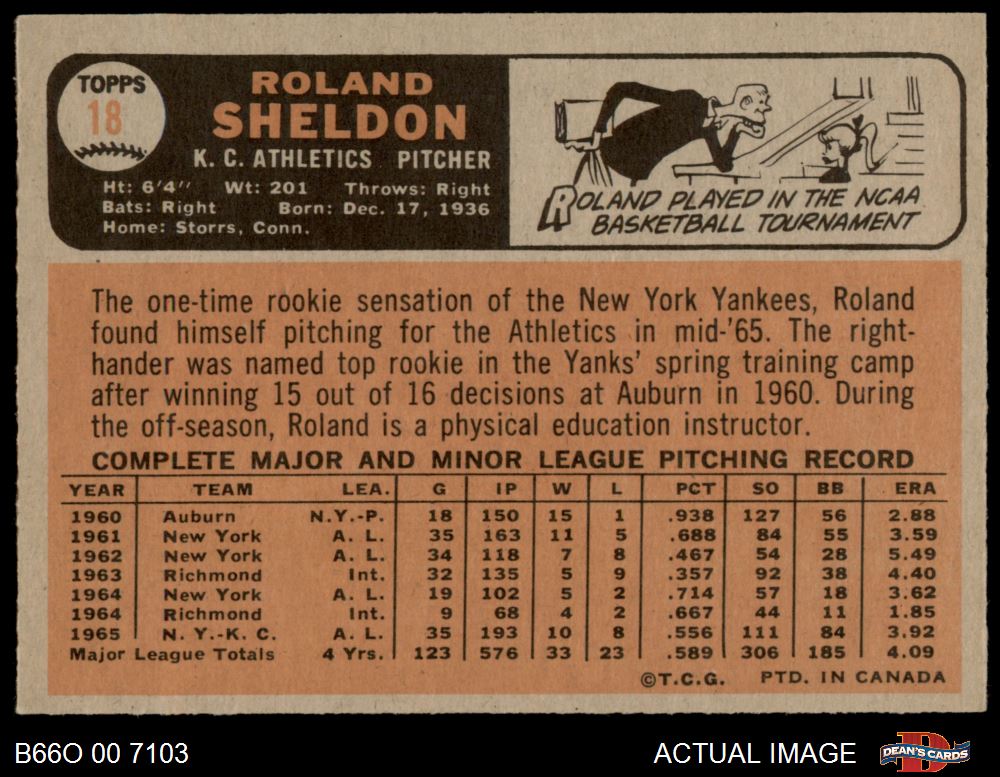 TOPPS
18
ROLAND
SHELDON
K. C. ATHLETICS PITCHER
Ht: 6'4" Wt: 201 Throws: Right
Bats: Right Born: Dec. 17, 1936
Home: Storrs, Conn.
ROLAND PLAYED IN THE NCAA
BASKETBALL TOURNAMENT
The one-time rookie sensation of the New York Yankees, Roland
found himself pitching for the Athletics in mid-'65. The right-
hander was named top rookie in the Yanks' spring training camp
after winning 15 out of 16 decisions at Auburn in 1960. During
the off-season, Roland is a physical education instructor.
COMPLETE MAJOR AND MINOR LEAGUE PITCHING RECORD
YEAR TEAM LEA. G IP W L PCT SO BB ERA
1960 Auburn N.Y.-P. 18 150 15 1 .938 127 56 2.88
1961 New York A. L. 35 163 11 5 .688 84 55 3.59
1962 New York A. L. 34 118 7 8 .467 54 28 5.49
1963 Richmond Int. 32 135 5 9 .357 92 38 4.40
1964 New York A. L. 19 102 5 2 .714 57 18 3.62
1964 Richmond Int. 9 68 4 2 .667 44 11 1.85
1965 N. Y.-K. C. A. L. 35 193 10 8 .556 111 84 3.92
Major League Totals 4 Yrs. 123 576 33 23 .589 306 185 4.09
©T.C.G. PTD. IN CANADA
B66O 00 7103
ACTUAL IMAGE
DEAN'S CARDS